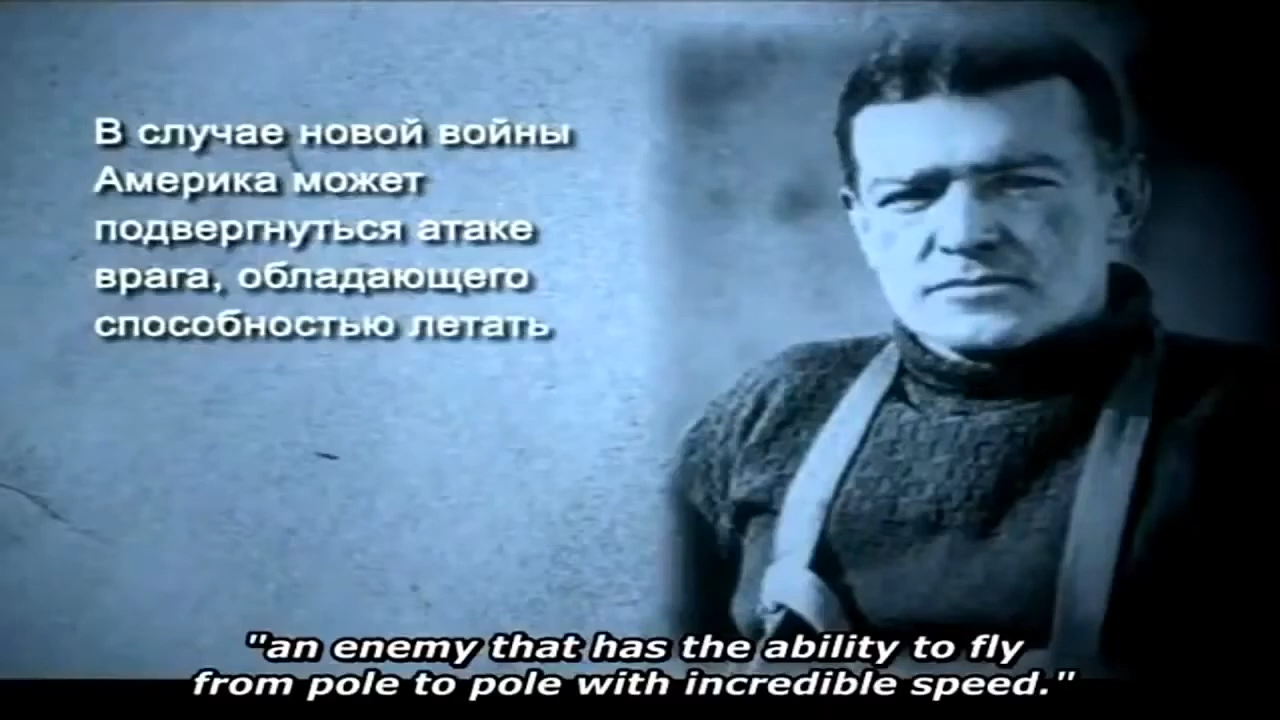 В случае новой войны
Америка может
подвергнуться атаке
врага, обладающего
способностью летать
"an enemy that has the ability to fly
from pole to pole with incredible speed."